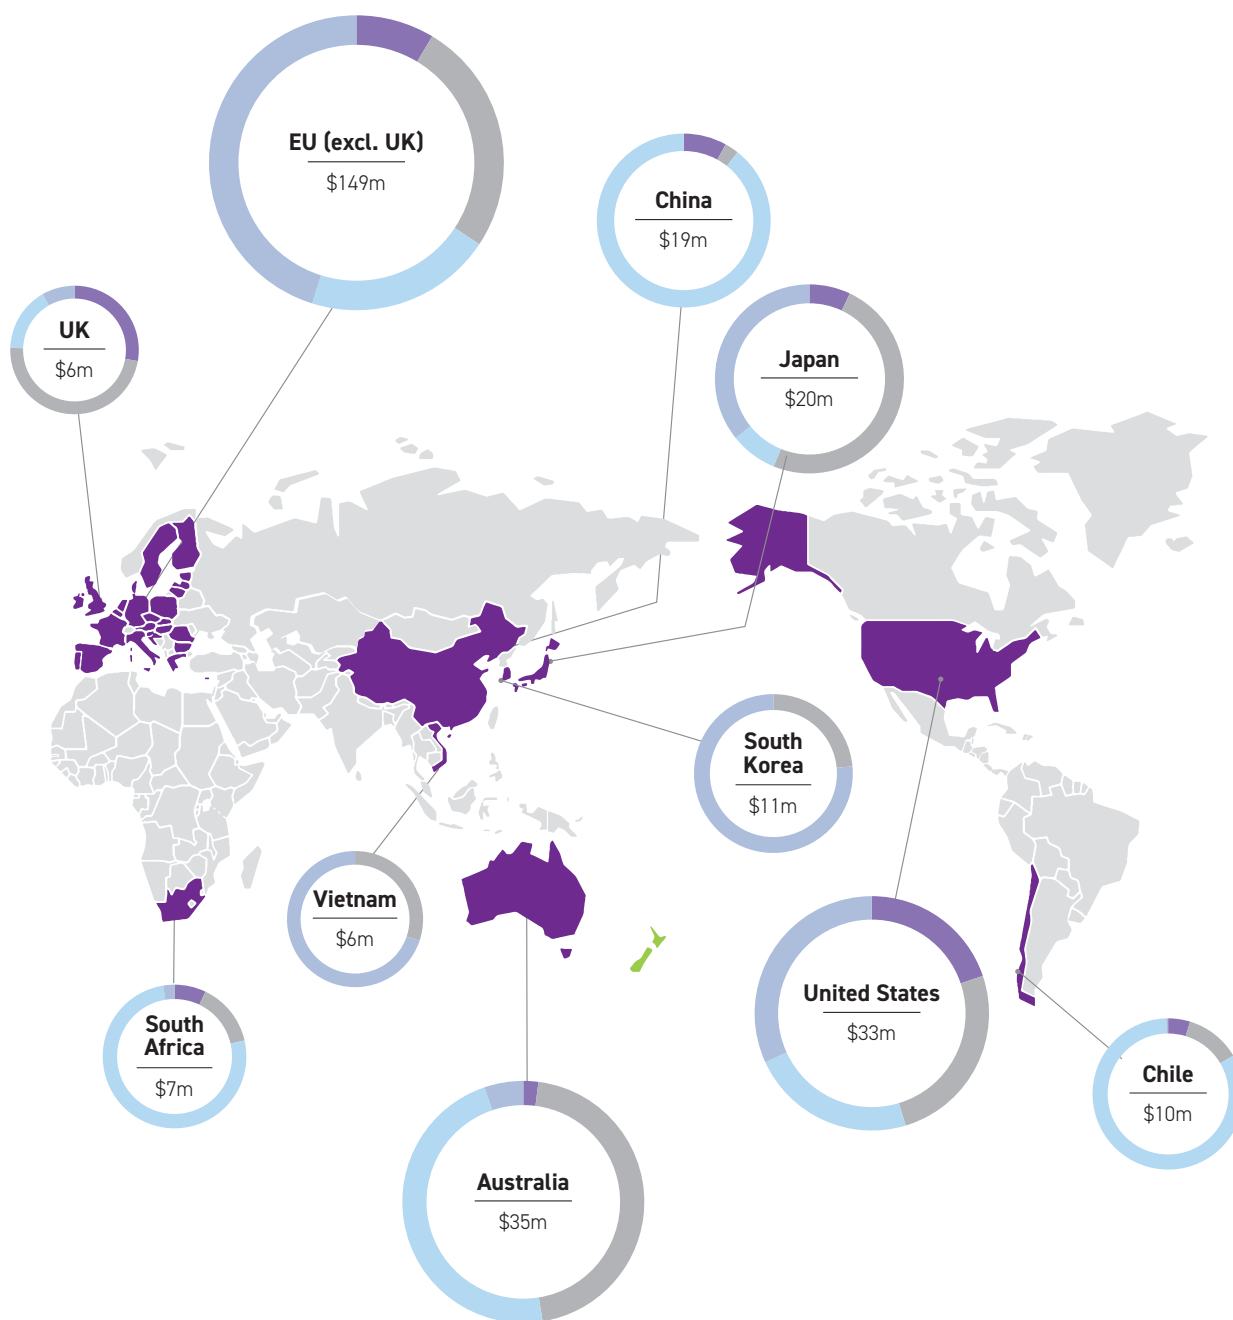 EU (excl. UK)
$149m
China
$19m
UK
$6m
Japan
$20m
South
Korea
$11m
Vietnam
$6m
United States
$33m
South
Africa
$7m
Chile
$10m
Australia
$35m